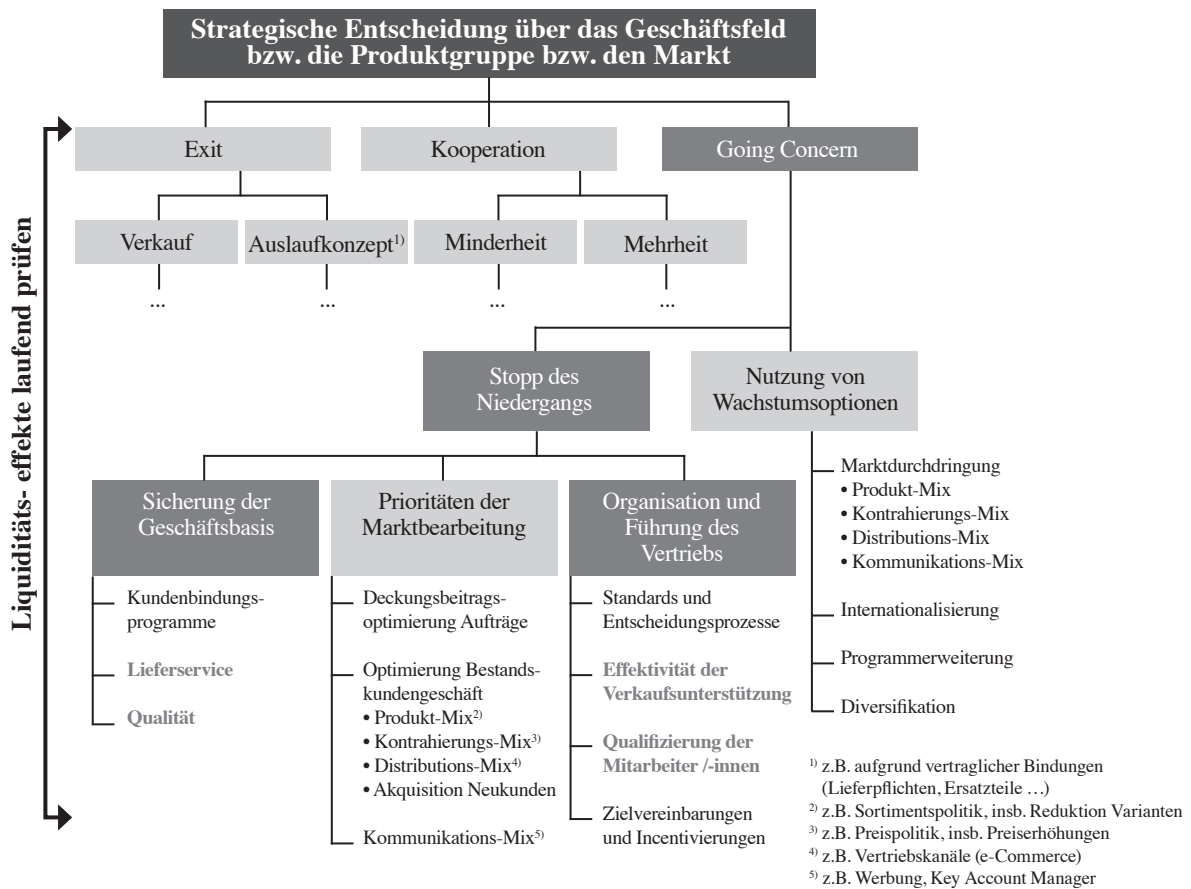 Strategische Entscheidung über das Geschäftsfeld
bzw. die Produktgruppe bzw. den Markt
Liquiditäts- effekte laufend prüfen
Exit
Kooperation
Going Concern
Verkauf
Auslaufkonzept¹⁾
Minderheit
Mehrheit
...
...
...
...
Stopp des
Niedergangs
Nutzung von
Wachstumsoptionen
Sicherung der
Geschäftsbasis
Kundenbindungs-
programme
Lieferservice
Qualität
Prioritäten der
Marktbearbeitung
Deckungsbeitrags-
optimierung Aufträge
Optimierung Bestands-
kundengeschäft
• Produkt-Mix²⁾
• Kontrahierungs-Mix³⁾
• Distributions-Mix⁴⁾
• Akquisition Neukunden
Kommunikations-Mix⁵⁾
Organisation und
Führung des
Vertriebs
Standards und
Entscheidungsprozesse
Effektivität der
Verkaufsunterstützung
Qualifizierung der
Mitarbeiter /-innen
Zielvereinbarungen
und Incentivierungen
Marktdurchdringung
• Produkt-Mix
• Kontrahierungs-Mix
• Distributions-Mix
• Kommunikations-Mix
Internationalisierung
Programmerweiterung
Diversifikation
¹⁾ z.B. aufgrund vertraglicher Bindungen
(Lieferpflichten, Ersatzteile …)
²⁾ z.B. Sortimentspolitik, insb. Reduktion Varianten
³⁾ z.B. Preispolitik, insb. Preiserhöhungen
⁴⁾ z.B. Vertriebskanäle (e-Commerce)
⁵⁾ z.B. Werbung, Key Account Manager